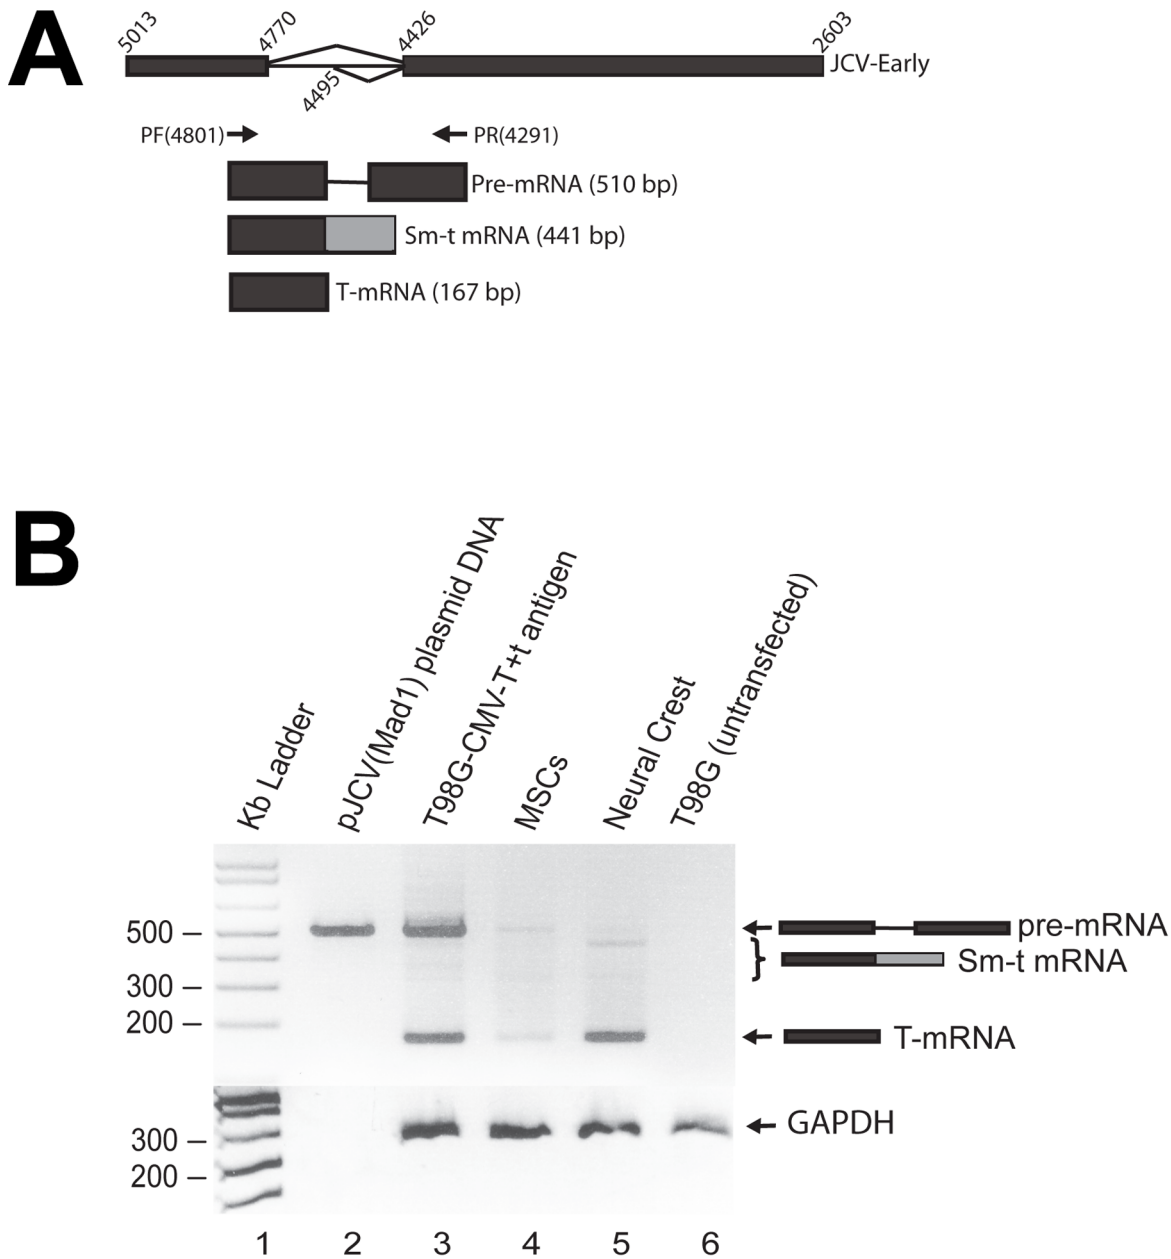 A
5013
4770
4426
2603
JCV-Early
4495
PF(4801)
PR(4291)
Pre-mRNA (510 bp)
Sm-t mRNA (441 bp)
T-mRNA (167 bp)
B
Kb Ladder
pJCV(Mad1) plasmid DNA
T98G-CMV-T+t antigen
MSCs
Neural Crest
T98G (untransfected)
500 –
pre-mRNA
Sm-t mRNA
300 –
200 –
T-mRNA
GAPDH
300 –
200 –
1 2 3 4 5 6